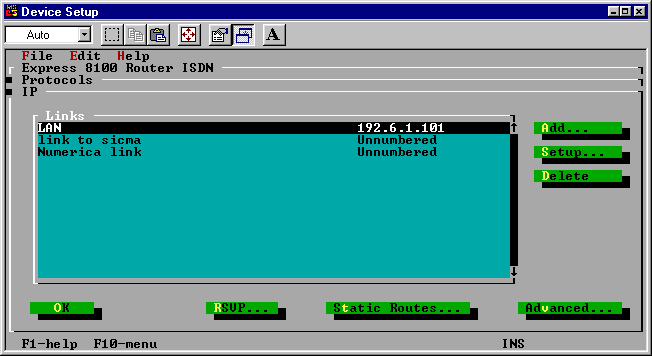 Device Setup
Auto
A
File Edit Help
Express 8100 Router ISDN
Protocols
IP
Links
LAN 192.6.1.101
link to sicma Unnumbered
Numerica link Unnumbered
Add...
Setup...
Delete
OK RSVP... Static Routes... Advanced...
F1-help F10-menu INS